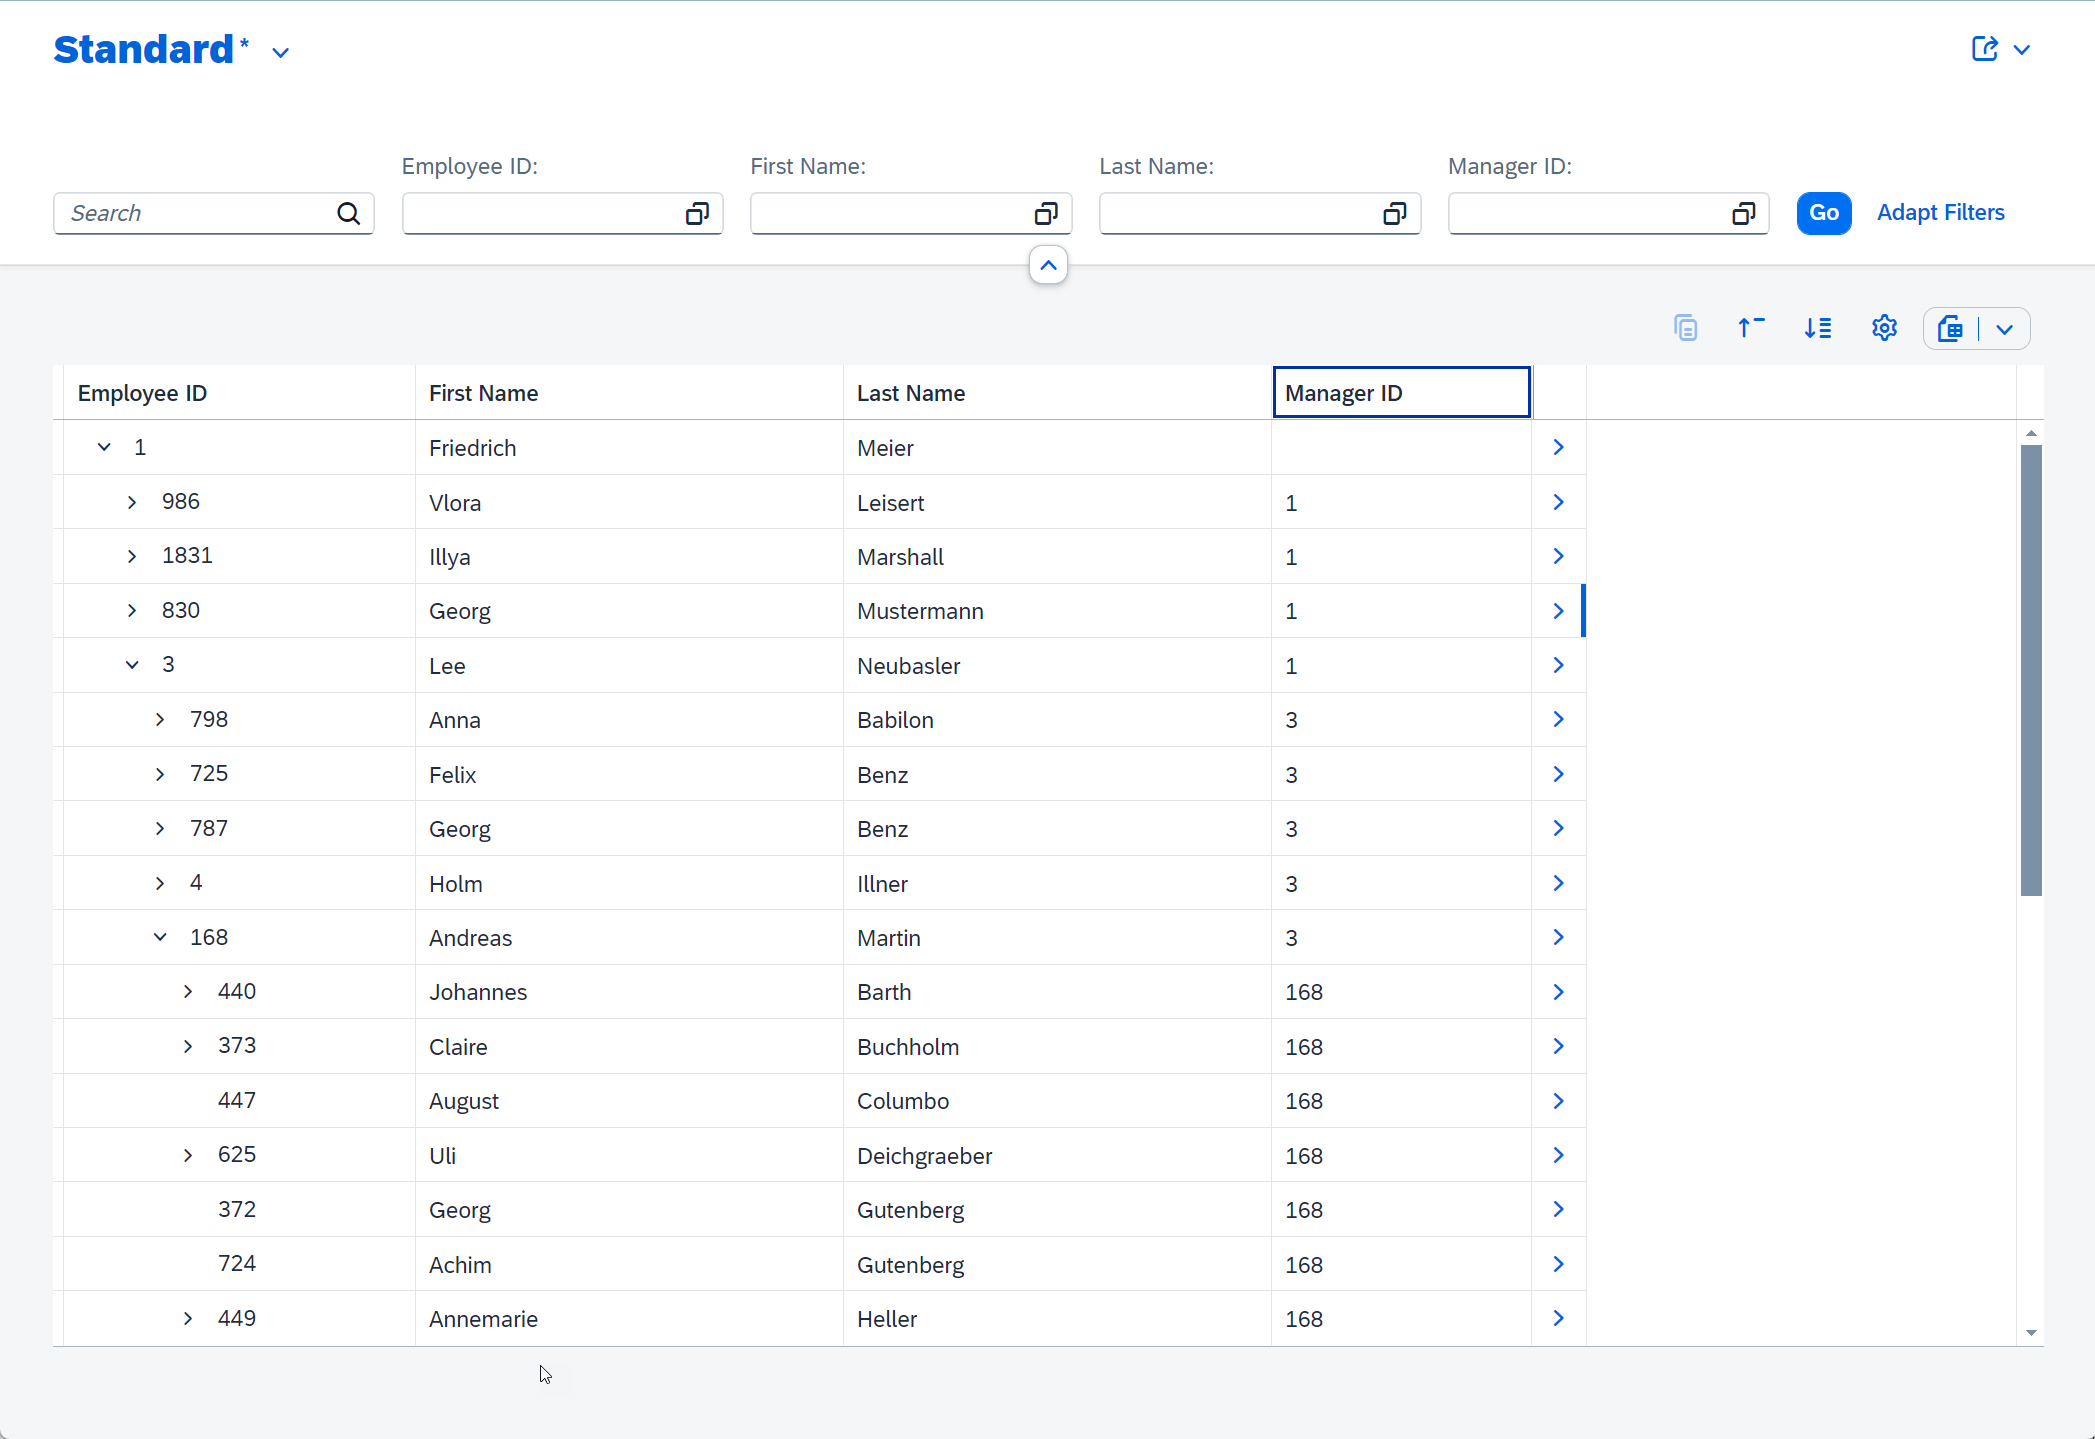 Standard*
Employee ID: First Name: Last Name: Manager ID:
Search Go Adapt Filters
Employee ID First Name Last Name Manager ID
1 Friedrich Meier
986 Vlora Leisert 1
1831 Illya Marshall 1
830 Georg Mustermann 1
3 Lee Neubasler 1
798 Anna Babilon 3
725 Felix Benz 3
787 Georg Benz 3
4 Holm Illner 3
168 Andreas Martin 3
440 Johannes Barth 168
373 Claire Buchholm 168
447 August Columbo 168
625 Uli Deichgraeber 168
372 Georg Gutenberg 168
724 Achim Gutenberg 168
449 Annemarie Heller 168